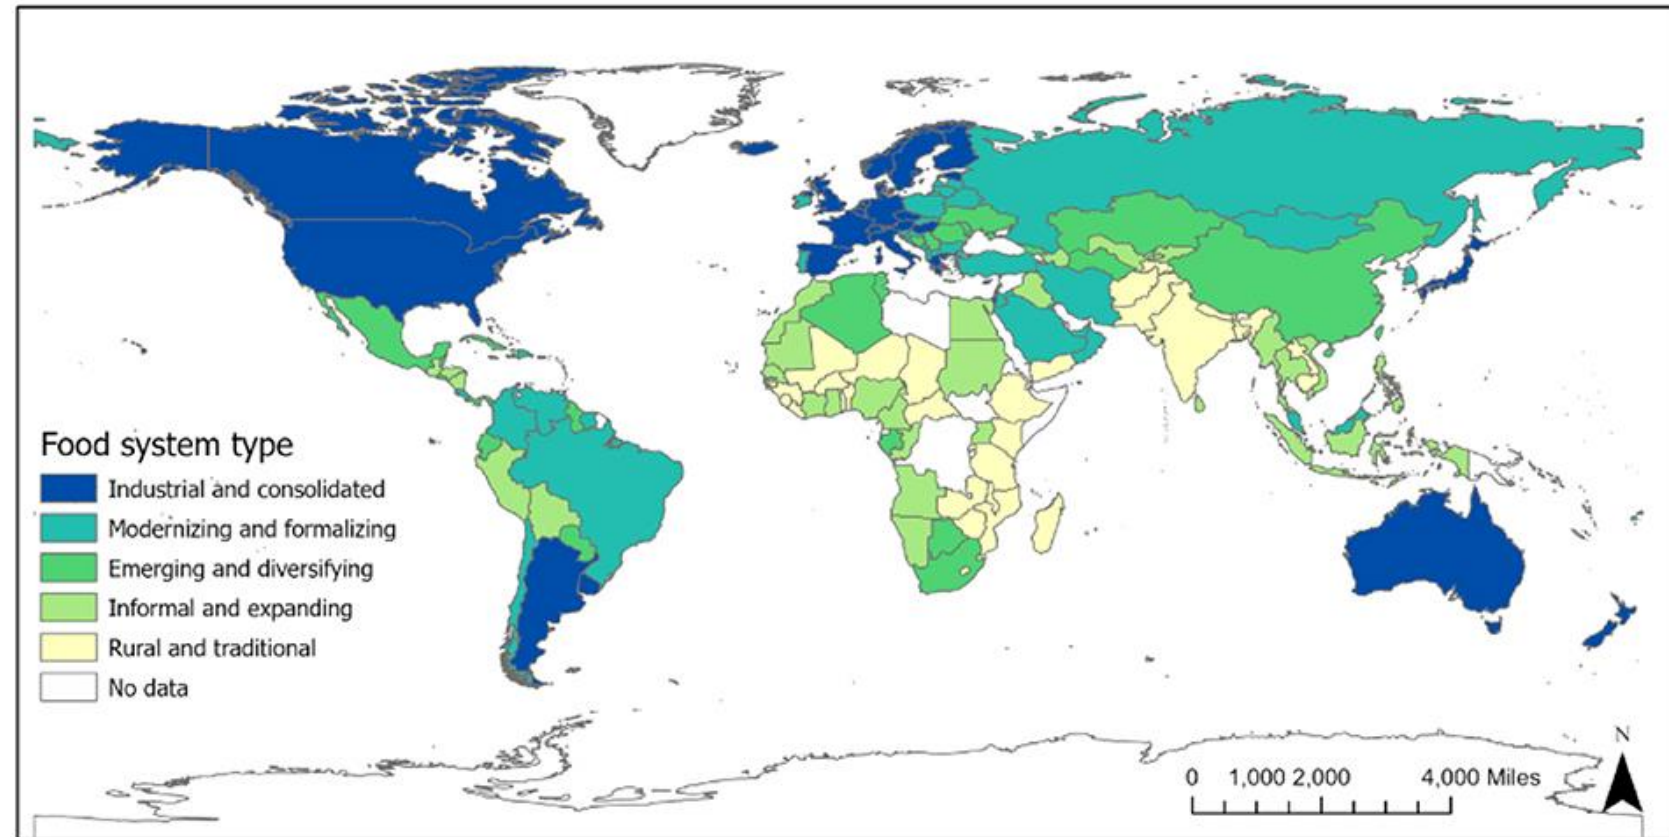 Food system type
Industrial and consolidated
Modernizing and formalizing
Emerging and diversifying
Informal and expanding
Rural and traditional
No data
N
0 1,000 2,000 4,000 Miles